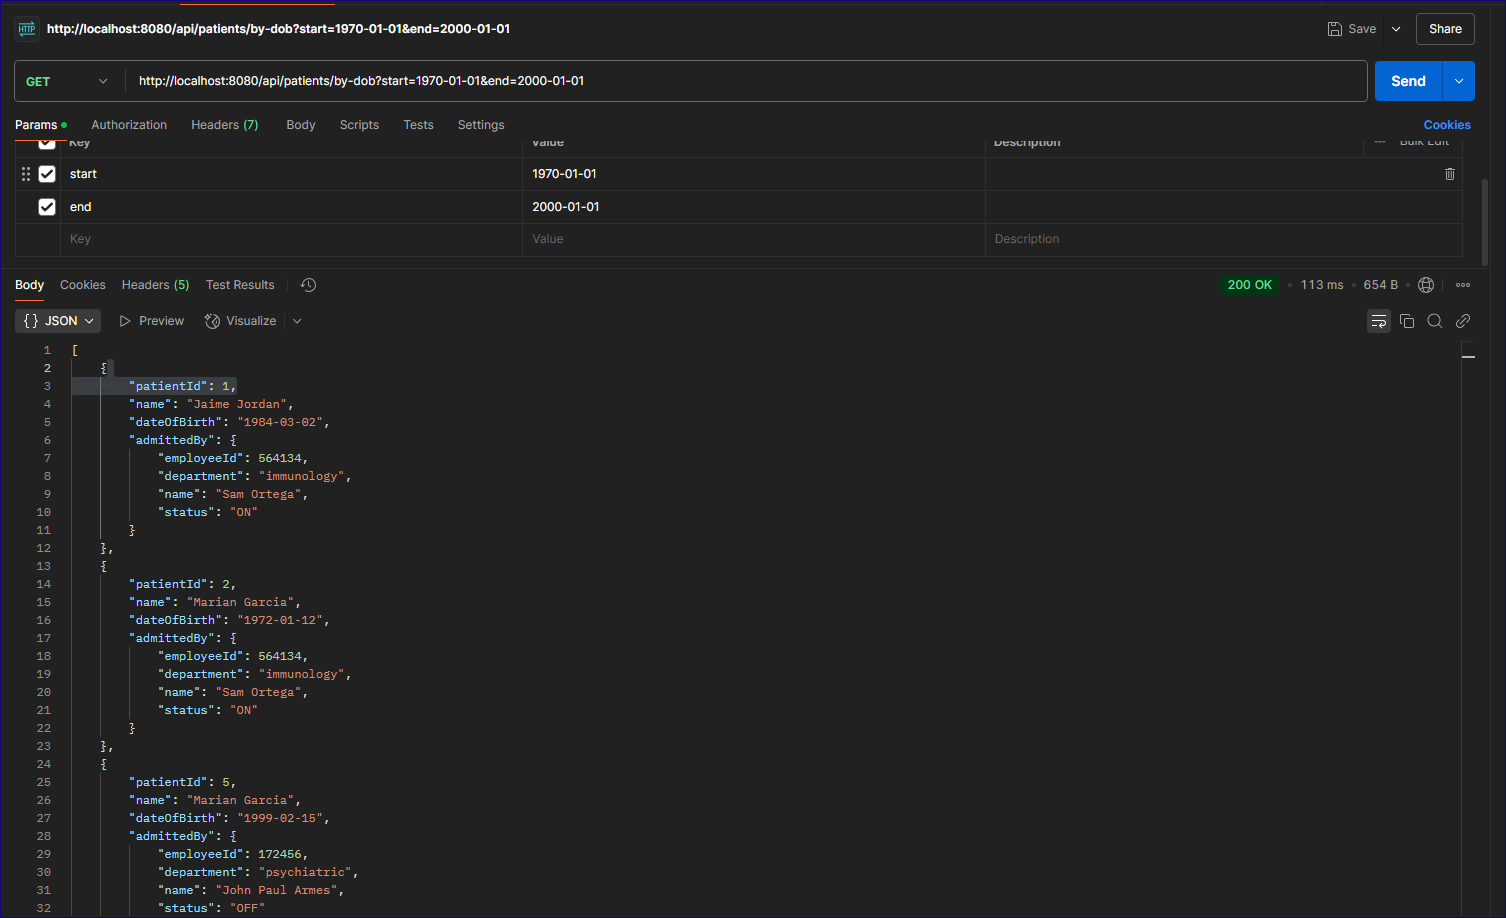 HTTP http://localhost:8080/api/patients/by-dob?start=1970-01-01&end=2000-01-01 Save Share
GET http://localhost:8080/api/patients/by-dob?start=1970-01-01&end=2000-01-01 Send
Params Authorization Headers (7) Body Scripts Tests Settings Cookies
Key Value Description Bulk Edit
start 1970-01-01
end 2000-01-01
Key Value Description
Body Cookies Headers (5) Test Results 200 OK 113 ms 654 B
{} JSON Preview Visualize
1 [
2 {
3 "patientId": 1,
4 "name": "Jaime Jordan",
5 "dateOfBirth": "1984-03-02",
6 "admittedBy": {
7 "employeeId": 564134,
8 "department": "immunology",
9 "name": "Sam Ortega",
10 "status": "ON"
11 }
12 },
13 {
14 "patientId": 2,
15 "name": "Marian Garcia",
16 "dateOfBirth": "1972-01-12",
17 "admittedBy": {
18 "employeeId": 564134,
19 "department": "immunology",
20 "name": "Sam Ortega",
21 "status": "ON"
22 }
23 },
24 {
25 "patientId": 5,
26 "name": "Marian Garcia",
27 "dateOfBirth": "1999-02-15",
28 "admittedBy": {
29 "employeeId": 172456,
30 "department": "psychiatric",
31 "name": "John Paul Armes",
32 "status": "OFF"